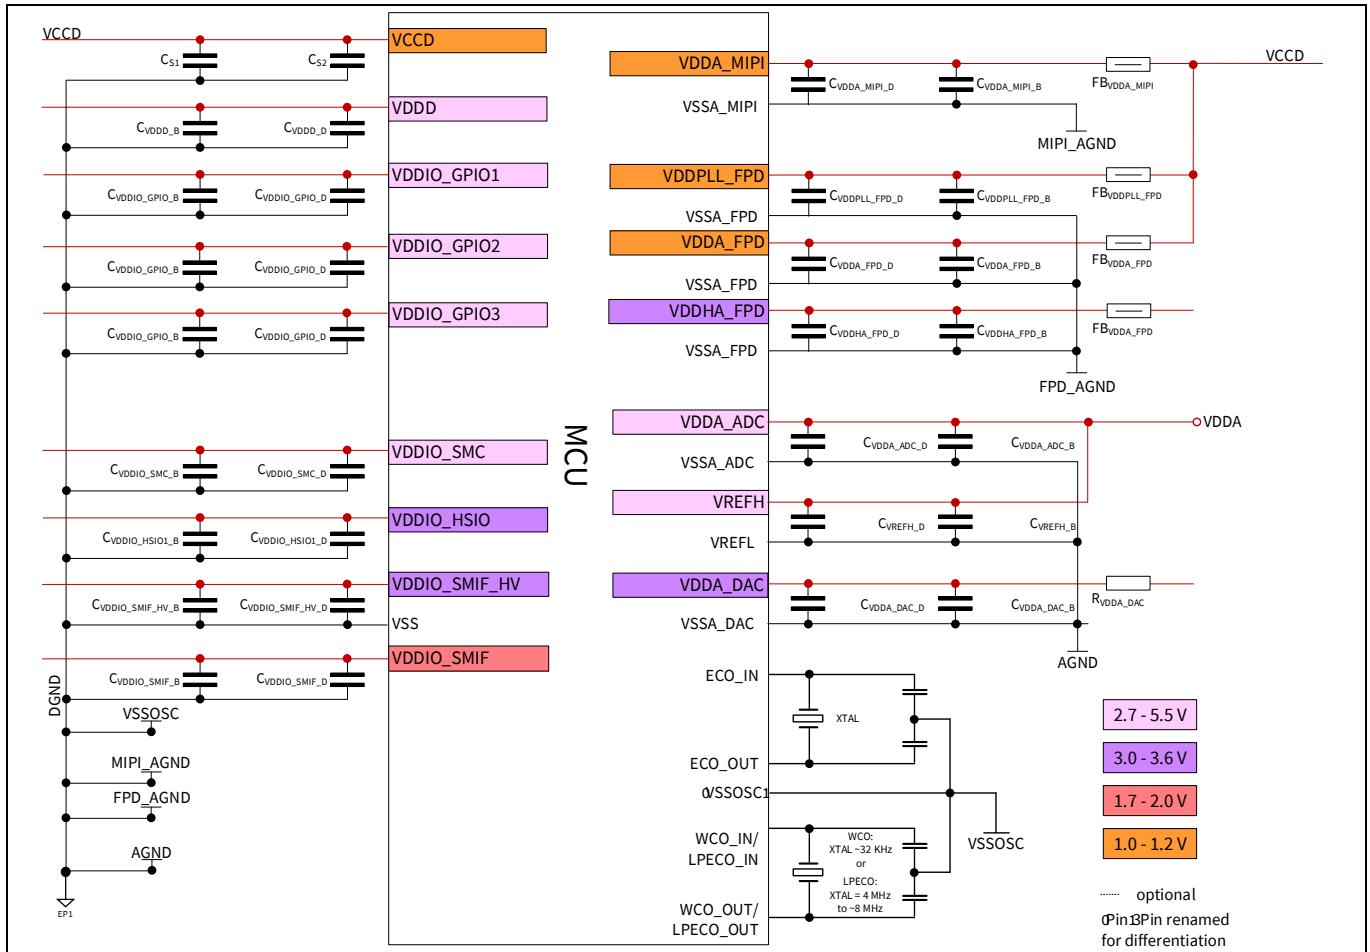 VCCD
CS1
CS2
VCCD
CVDDD_B
CVDDD_D
VDDD
CVDDIO_GPIO_B
CVDDIO_GPIO_D
VDDIO_GPIO1
CVDDIO_GPIO_B
CVDDIO_GPIO_D
VDDIO_GPIO2
CVDDIO_GPIO_B
CVDDIO_GPIO_D
VDDIO_GPIO3
CVDDIO_SMC_B
CVDDIO_SMC_D
VDDIO_SMC
CVDDIO_HSIO1_B
CVDDIO_HSIO1_D
VDDIO_HSIO
CVDDIO_SMIF_HV_B
CVDDIO_SMIF_HV_D
VDDIO_SMIF_HV
VSS
CVDDIO_SMIF_B
CVDDIO_SMIF_D
VDDIO_SMIF
DGND
VSSOSC
MIPI_AGND
FPD_AGND
AGND
EP1
MCU
VDDA_MIPI
CVDDA_MIPI_D
CVDDA_MIPI_B
FBVDDA_MIPI
VCCD
VSSA_MIPI
MIPI_AGND
VDDPLL_FPD
CVDDPLL_FPD_D
CVDDPLL_FPD_B
FBVDDPLL_FPD
VSSA_FPD
VDDA_FPD
CVDDA_FPD_D
CVDDA_FPD_B
FBVDDA_FPD
VSSA_FPD
VDDHA_FPD
CVDDHA_FPD_D
CVDDHA_FPD_B
FBVDDA_FPD
VSSA_FPD
FPD_AGND
VDDA_ADC
CVDDA_ADC_D
CVDDA_ADC_B
VDDA
VSSA_ADC
VREFH
CVREFH_D
CVREFH_B
VREFL
VDDA_DAC
CVDDA_DAC_D
CVDDA_DAC_B
RVDDA_DAC
VSSA_DAC
AGND
ECO_IN
XTAL
ECO_OUT
VSSOSC1
VSSOSC
WCO_IN/
LPECO_IN
WCO:
XTAL ~32 KHz
or
LPECO:
XTAL = 4 MHz
to ~8 MHz
WCO_OUT/
LPECO_OUT
2.7 - 5.5 V
3.0 - 3.6 V
1.7 - 2.0 V
1.0 - 1.2 V
optional
Pin renamed
for differentiation